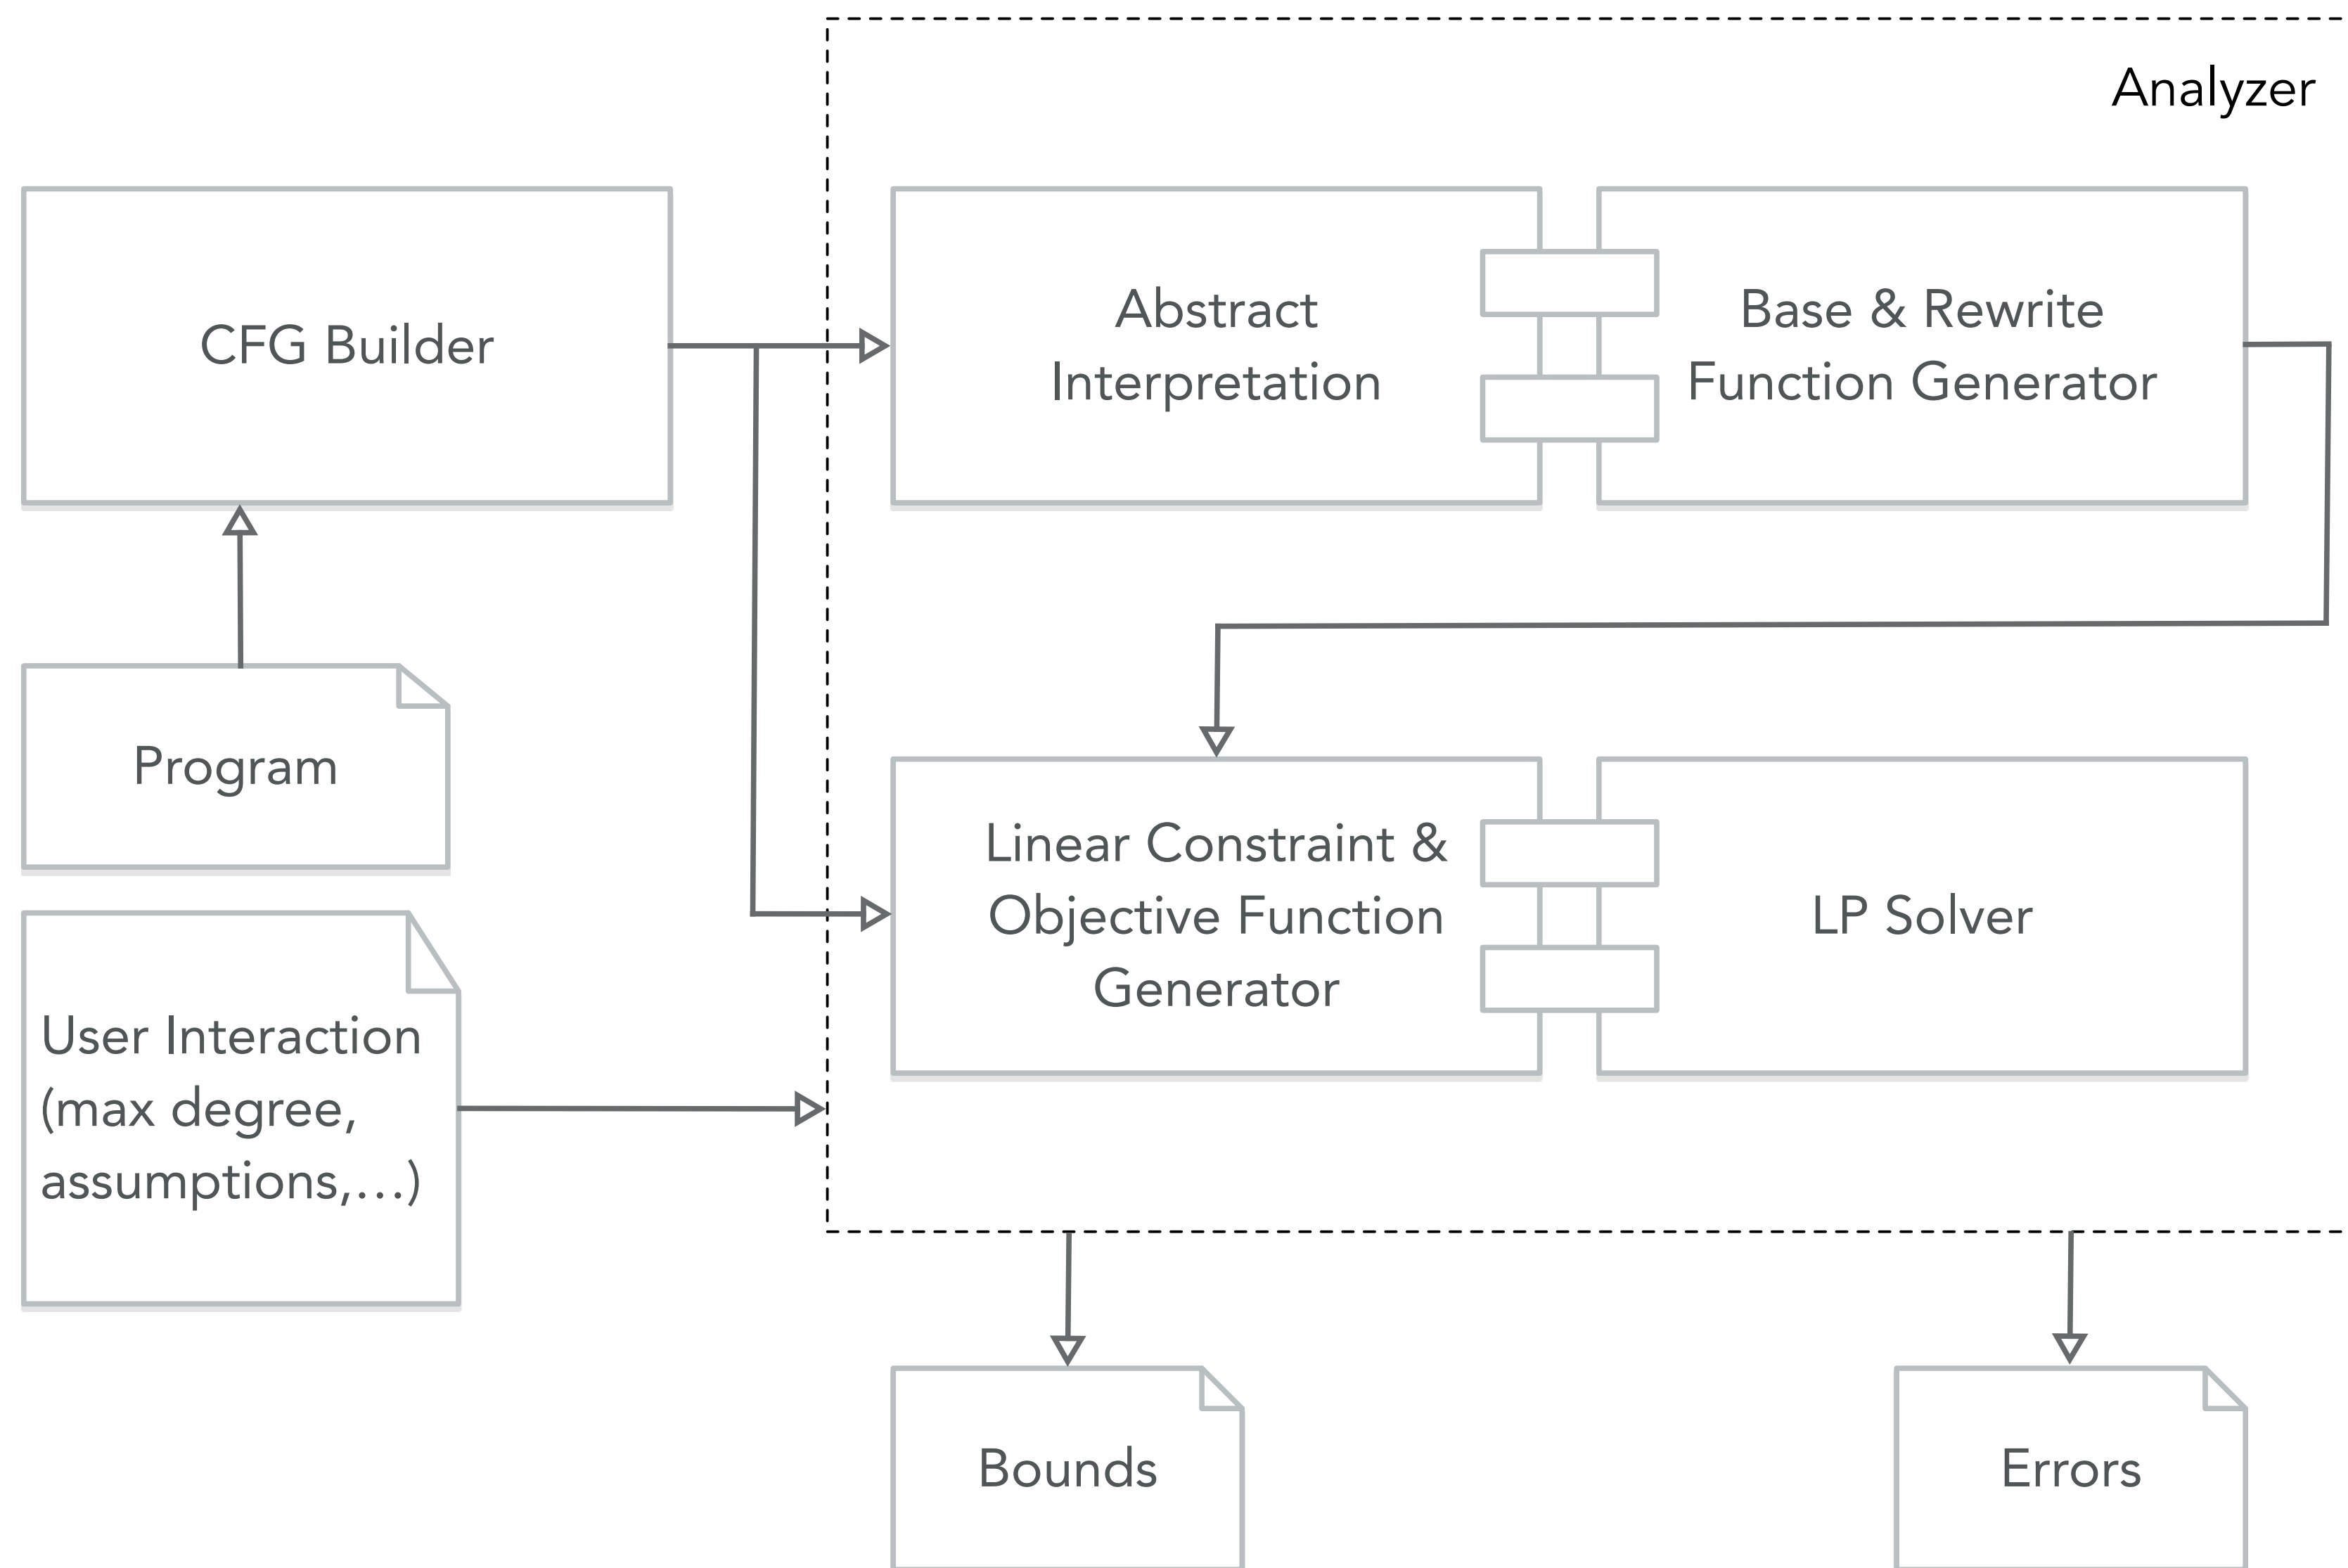 Analyzer
CFG Builder
Abstract
Interpretation
Base & Rewrite
Function Generator
Program
Linear Constraint &
Objective Function
Generator
LP Solver
User Interaction
(max degree,
assumptions,...)
Bounds
Errors